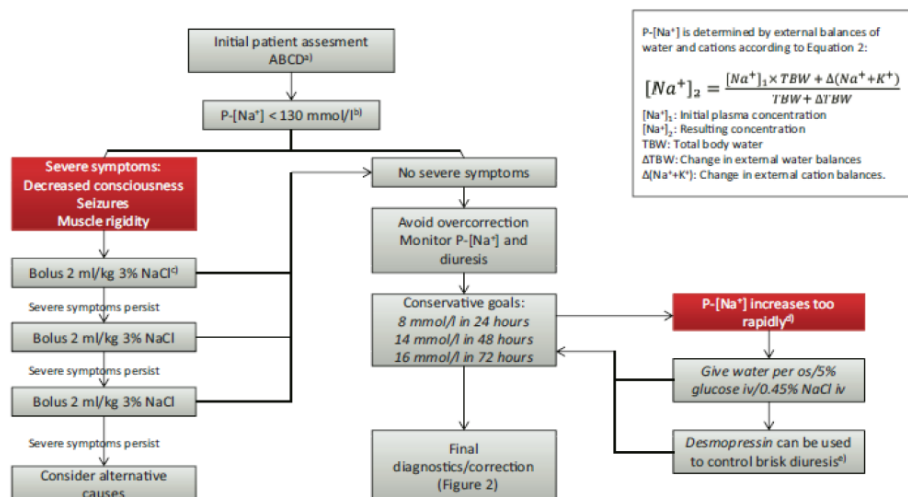 Initial patient assesment
ABCDa)
P-[Na+] < 130 mmol/lb)
Severe symptoms:
Decreased consciousness
Seizures
Muscle rigidity
Bolus 2 ml/kg 3% NaClc)
Severe symptoms persist
Bolus 2 ml/kg 3% NaCl
Severe symptoms persist
Bolus 2 ml/kg 3% NaCl
Severe symptoms persist
Consider alternative
causes
No severe symptoms
Avoid overcorrection
Monitor P-[Na+] and
diuresis
Conservative goals:
8 mmol/l in 24 hours
14 mmol/l in 48 hours
16 mmol/l in 72 hours
Final
diagnostics/correction
(Figure 2)
P-[Na+] increases too
rapidlyd)
Give water per os/5%
glucose iv/0.45% NaCl iv
Desmopressin can be used
to control brisk diuresise)
P-[Na+] is determined by external balances of
water and cations according to Equation 2:
[Na+]2 = [Na+]1 × TBW + Δ(Na+ + K+)
TBW + ΔTBW
[Na+]1: Initial plasma concentration
[Na+]2: Resulting concentration
TBW: Total body water
ΔTBW: Change in external water balances
Δ(Na++K+): Change in external cation balances.